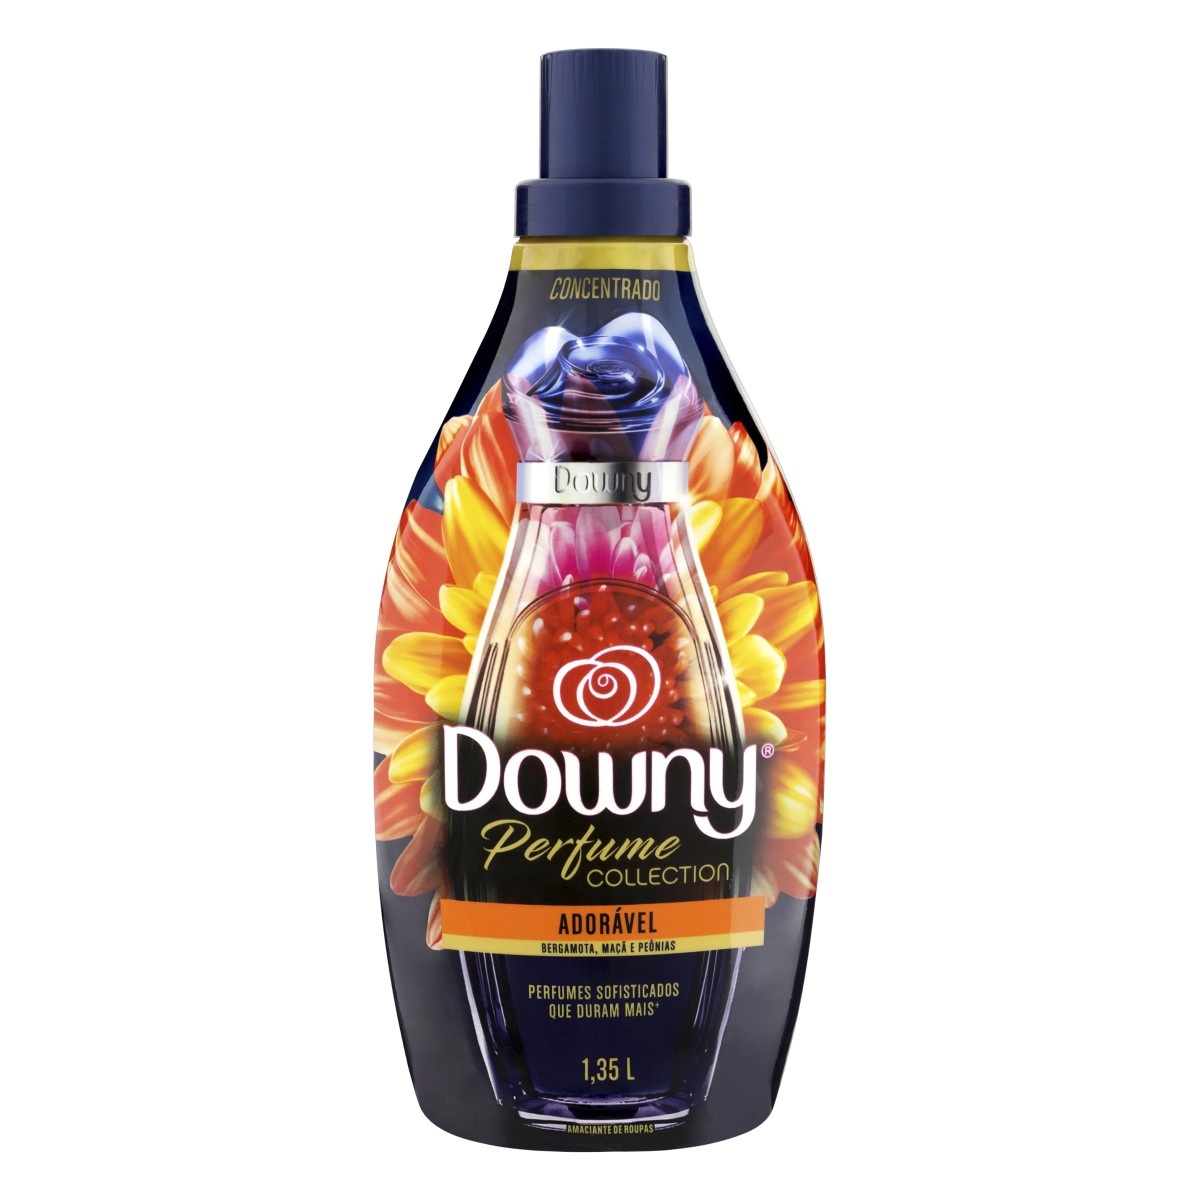 CONCENTRADO
Downy
Downy®
Perfume
COLLECTION
ADORÁVEL
BERGAMOTA, MAÇÃ E PEÔNIAS
PERFUMES SOFISTICADOS
QUE DURAM MAIS+
1,35 L
AMACIANTE DE ROUPAS